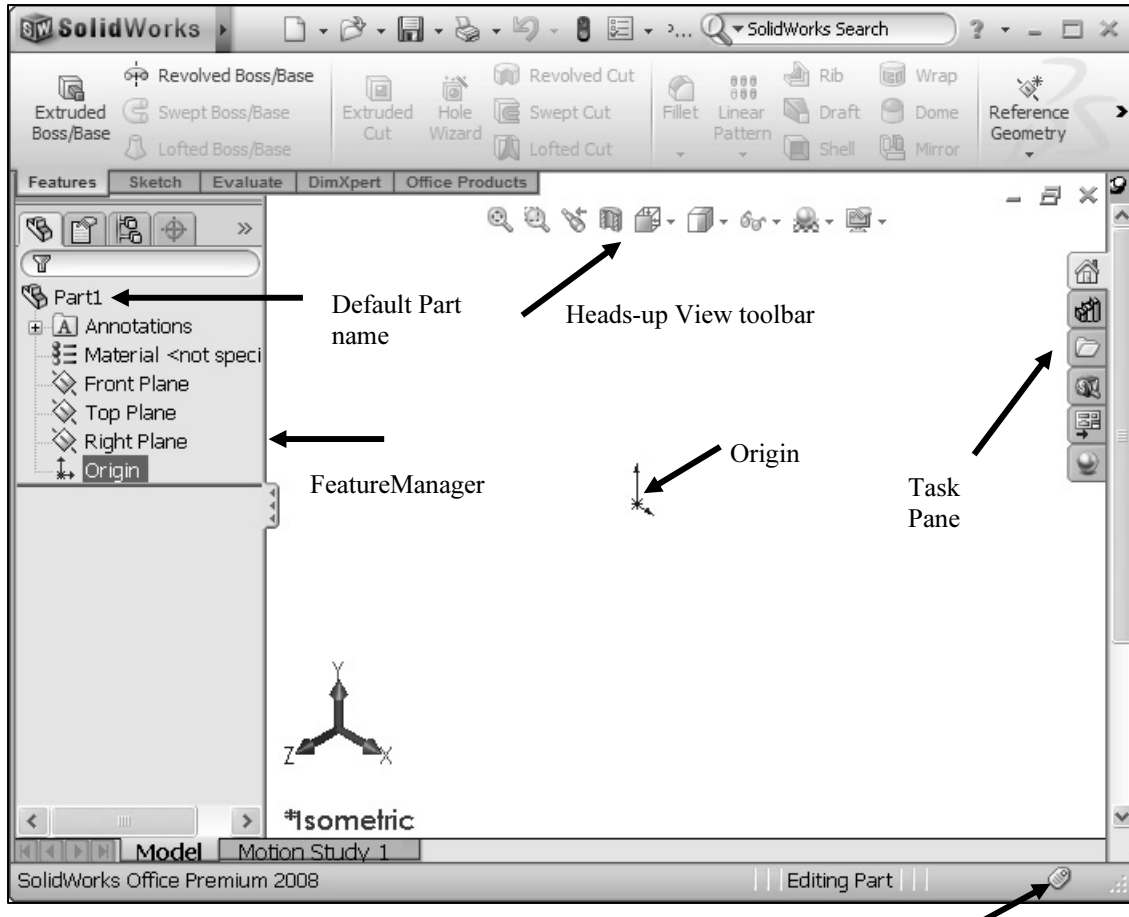 SolidWorks
SolidWorks Search
Extruded Boss/Base
Revolved Boss/Base
Swept Boss/Base
Lofted Boss/Base
Extruded Cut
Hole Wizard
Revolved Cut
Swept Cut
Lofted Cut
Fillet
Linear Pattern
Rib
Draft
Shell
Wrap
Dome
Mirror
Reference Geometry
Features
Sketch
Evaluate
DimXpert
Office Products
Part1
Annotations
Material <not speci
Front Plane
Top Plane
Right Plane
Origin
Default Part
name
Heads-up View toolbar
FeatureManager
Origin
Task
Pane
Y
Z
X
*Isometric
Model
Motion Study 1
SolidWorks Office Premium 2008
Editing Part